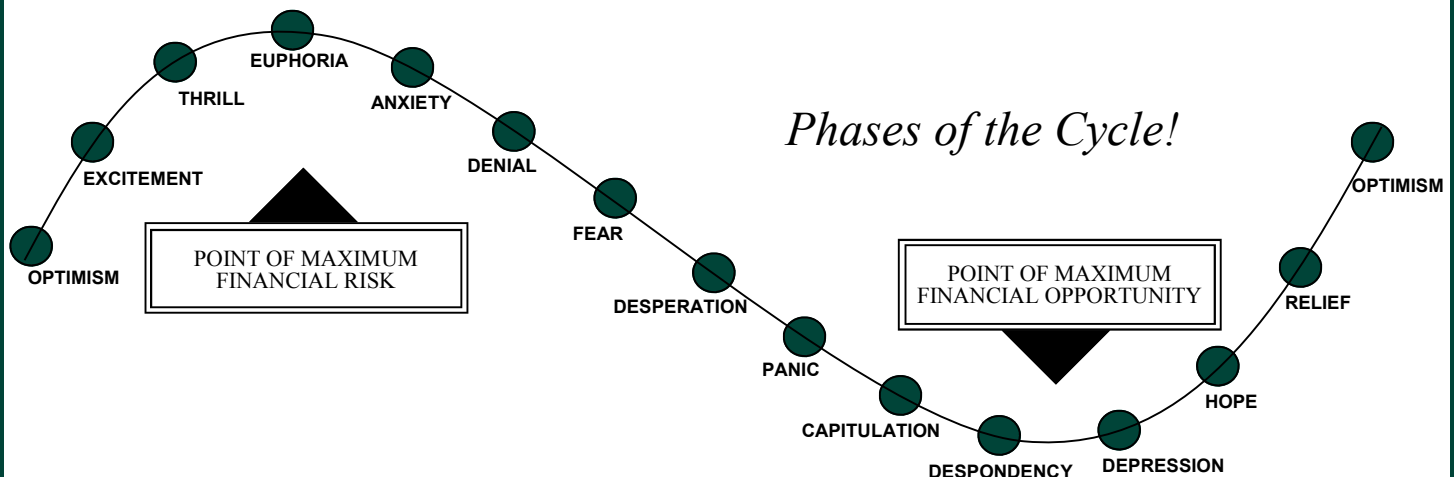 EUPHORIA
THRILL
ANXIETY
Phases of the Cycle!
DENIAL
EXCITEMENT
OPTIMISM
FEAR
POINT OF MAXIMUM
FINANCIAL RISK
OPTIMISM
POINT OF MAXIMUM
FINANCIAL OPPORTUNITY
DESPERATION
RELIEF
PANIC
HOPE
CAPITULATION
DESPONDENCY
DEPRESSION